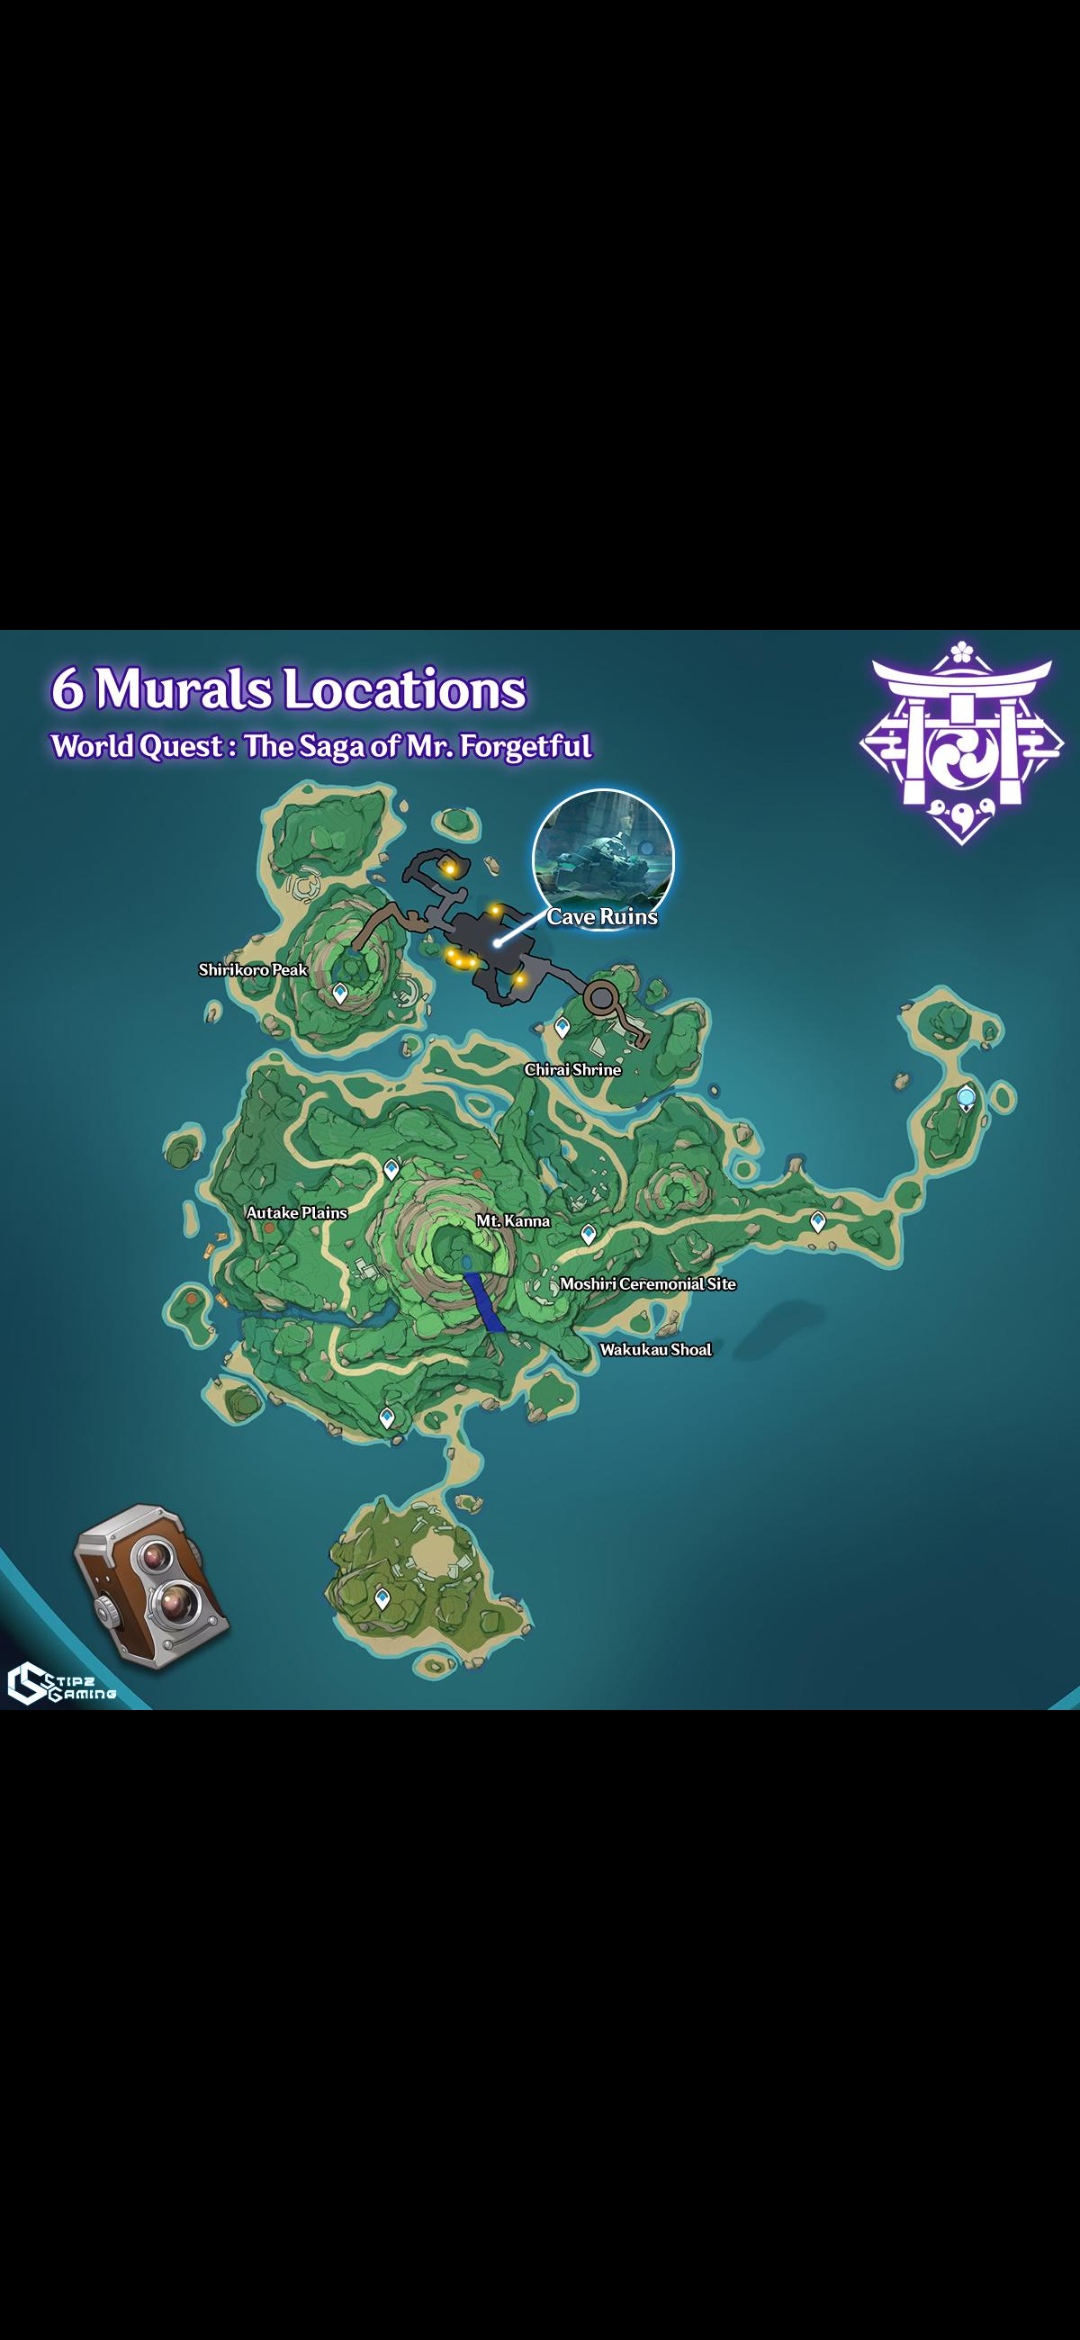 6 Murals Locations
World Quest : The Saga of Mr. Forgetful
Cave Ruins
Shirikoro Peak
Chirai Shrine
Autake Plains
Mt. Kanna
Moshiri Ceremonial Site
Wakukau Shoal
STIPZ
GAMING